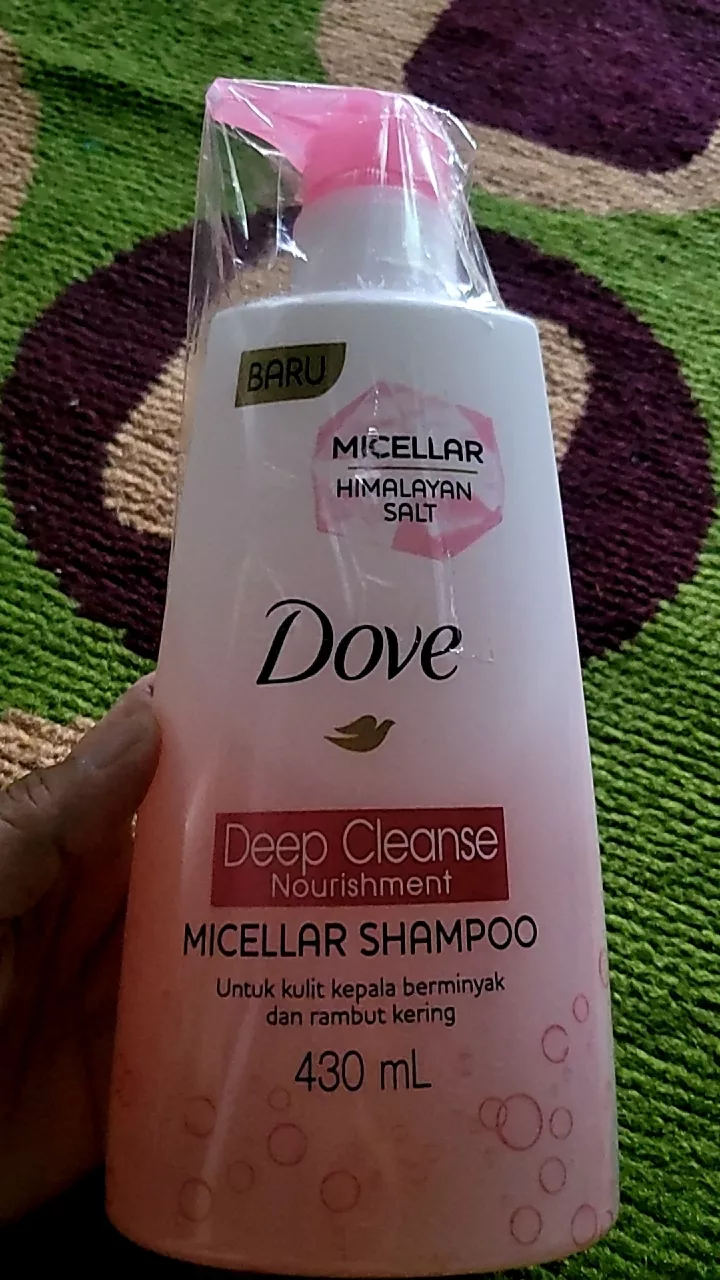 BARU
MICELLAR
HIMALAYAN
SALT
Dove
Deep Cleanse
Nourishment
MICELLAR SHAMPOO
Untuk kulit kepala berminyak
dan rambut kering
430 mL